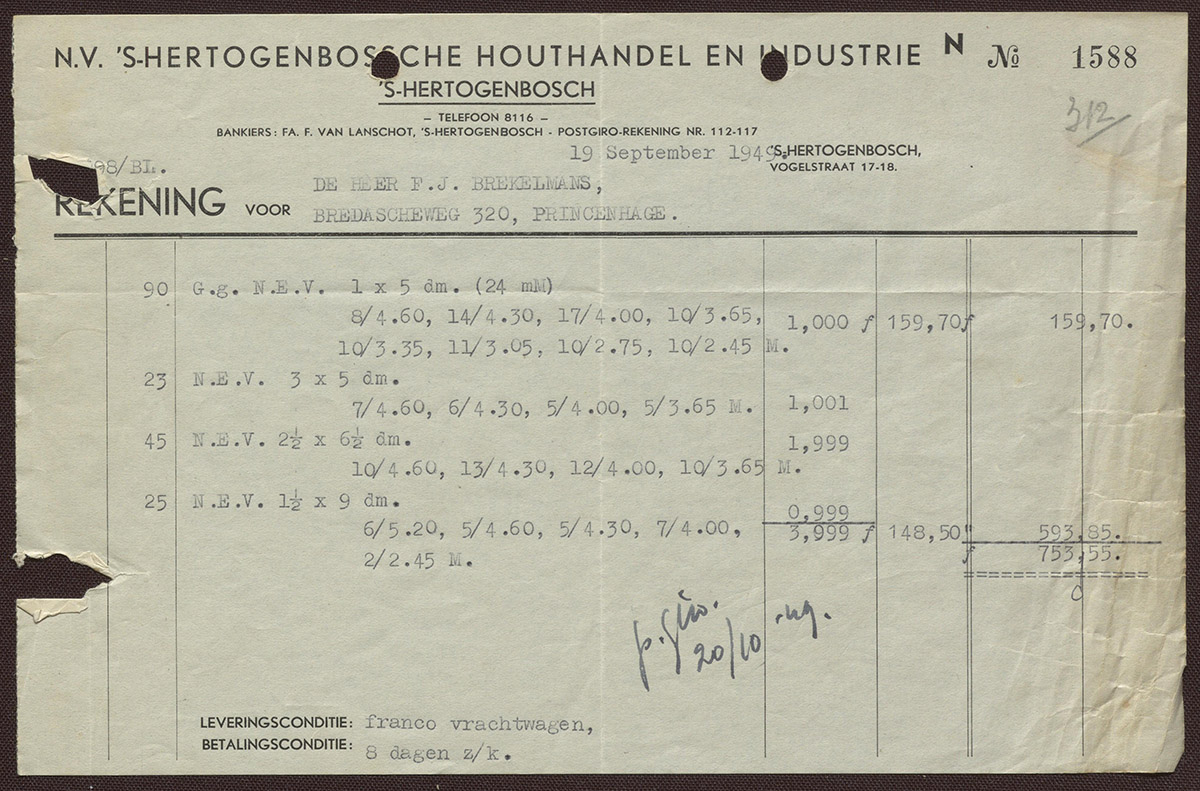 N.V. 'S-HERTOGENBOSSCHE HOUTHANDEL EN INDUSTRIE N № 1588
'S-HERTOGENBOSCH
312
– TELEFOON 8116 –
BANKIERS: FA. F. VAN LANSCHOT, 'S-HERTOGENBOSCH - POSTGIRO-REKENING NR. 112-117
19 September 1949. 'S-HERTOGENBOSCH,
VOGELSTRAAT 17-18.
98/BL.
DE HEER F.J. BREKELMANS,
REKENING VOOR BREDASCHEWEG 320, PRINCENHAGE.
90 G.g. N.E.V. 1 x 5 dm. (24 mM)
8/4.60, 14/4.30, 17/4.00, 10/3.65, 1,000 f 159,70 f 159,70.
10/3.35, 11/3.05, 10/2.75, 10/2.45 M.
23 N.E.V. 3 x 5 dm.
7/4.60, 6/4.30, 5/4.00, 5/3.65 M. 1,001
45 N.E.V. 2½ x 6½ dm. 1,999
10/4.60, 13/4.30, 12/4.00, 10/3.65 M.
25 N.E.V. 1½ x 9 dm. 0,999
6/5.20, 5/4.60, 5/4.30, 7/4.00, 3,999 f 148,50 " 593,85.
2/2.45 M. f 753,55.
p. giro.
20/10
LEVERINGSCONDITIE: franco vrachtwagen,
BETALINGSCONDITIE: 8 dagen z/k.